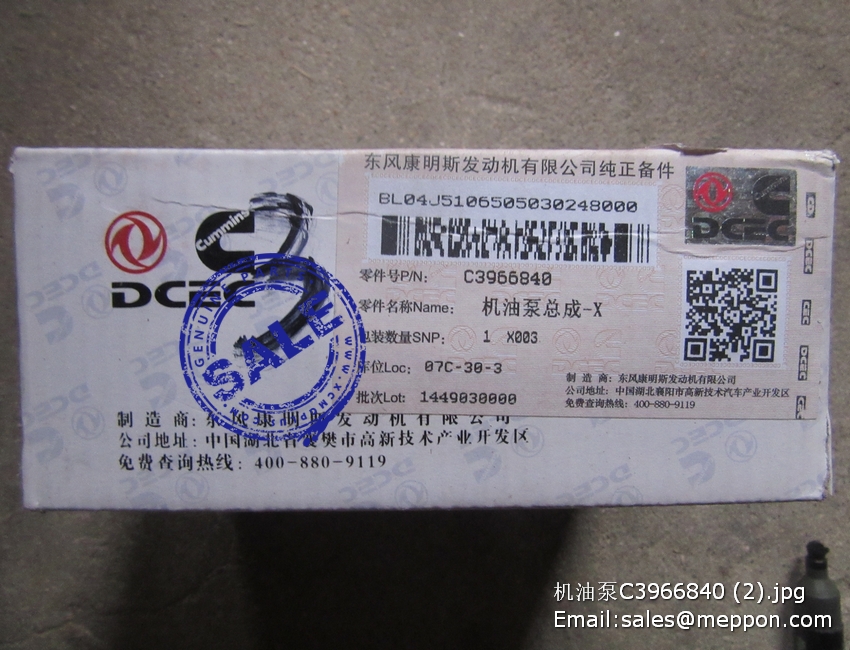 东风康明斯发动机有限公司纯正备件
BL04J5106505030248000
零件号P/N: C3966840
零件名称Name: 机油泵总成-X
包装数量SNP: 1 X003
库位Loc: 07C-30-3
批次Lot: 1449030000
制 造 商: 东风康明斯发动机有限公司
公司地址: 中国湖北襄阳市高新技术汽车产业开发区
免费查询热线: 400-880-9119
DCEC
Cummins
DCEC
GENUINE
SALE
制 造 商: 东风康明斯发动机有限公司
公司地址: 中国湖北省襄樊市高新技术产业开发区
免费查询热线: 400-880-9119
机油泵C3966840 (2).jpg
Email:sales@meppon.com